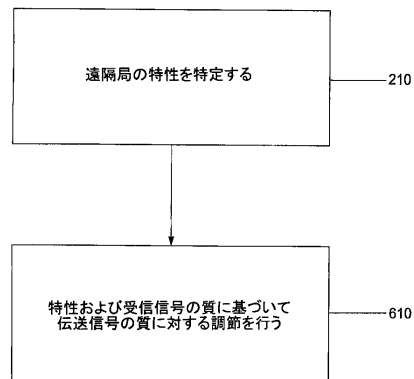 遠隔局の特性を特定する
210
特性および受信信号の質に基づいて
伝送信号の質に対する調節を行う
610